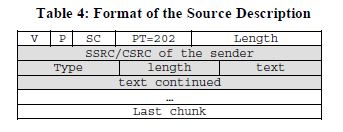 Table 4: Format of the Source Description
V P SC PT=202 Length
SSRC/CSRC of the sender
Type length text
text continued
…
Last chunk